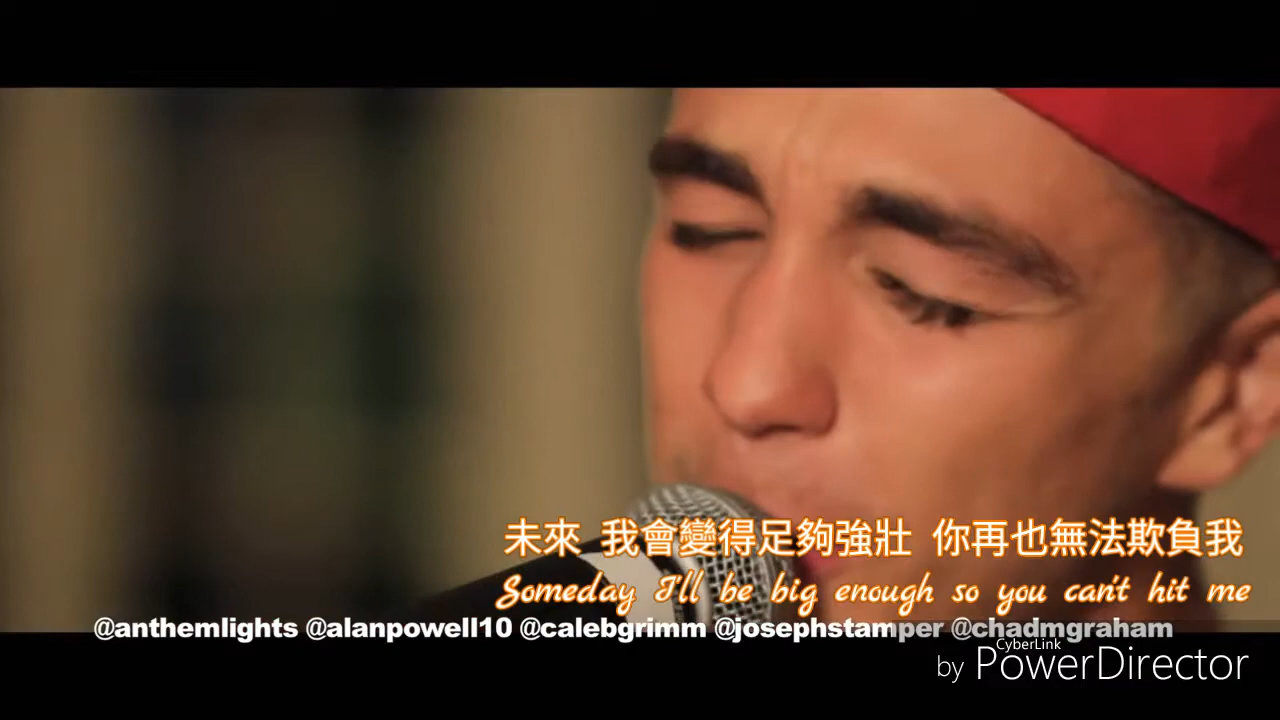 未來 我會變得足夠強壯 你再也無法欺負我
Someday I'll be big enough so you can't hit me
@anthemlights @alanpowell10 @calebgrimm @josephstamper @chadmgraham
CyberLink
by PowerDirector